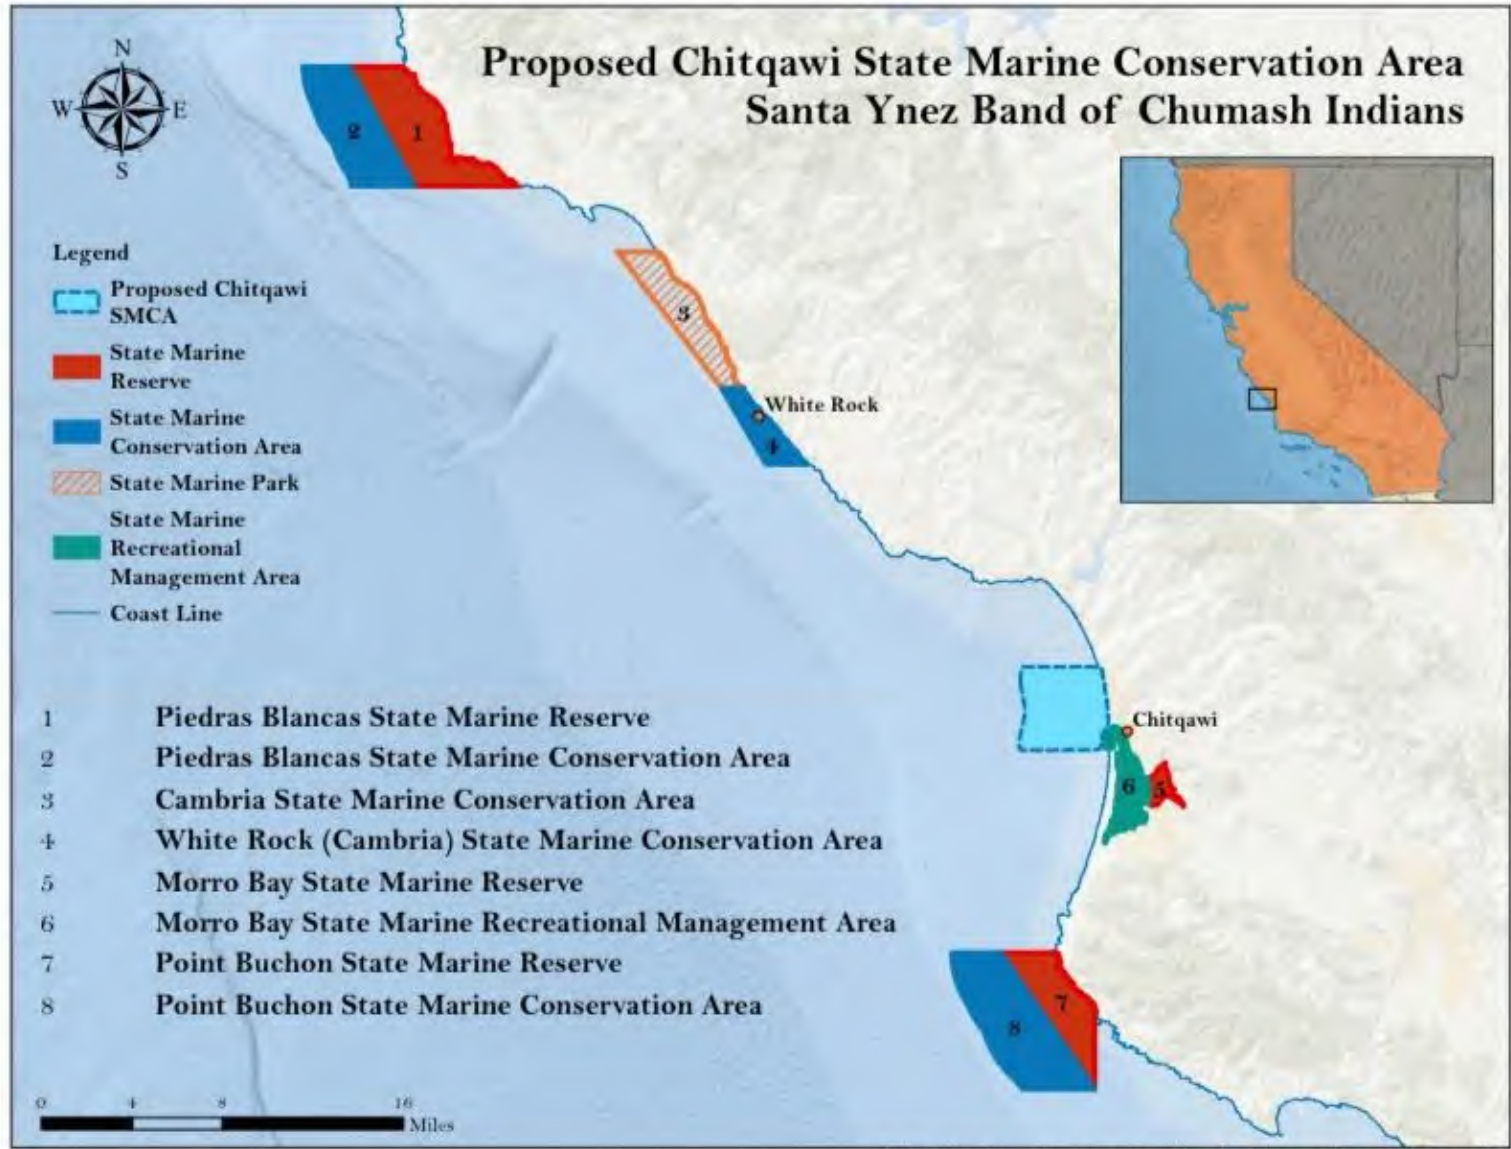 Proposed Chitqawi State Marine Conservation Area
Santa Ynez Band of Chumash Indians
N
W
E
S
2
1
Legend
Proposed Chitqawi
SMCA
State Marine
Reserve
State Marine
Conservation Area
State Marine Park
State Marine
Recreational
Management Area
Coast Line
3
White Rock
4
Chitqawi
6
5
1 Piedras Blancas State Marine Reserve
2 Piedras Blancas State Marine Conservation Area
3 Cambria State Marine Conservation Area
4 White Rock (Cambria) State Marine Conservation Area
5 Morro Bay State Marine Reserve
6 Morro Bay State Marine Recreational Management Area
7 Point Buchon State Marine Reserve
8 Point Buchon State Marine Conservation Area
7
8
0 4 8 16
Miles